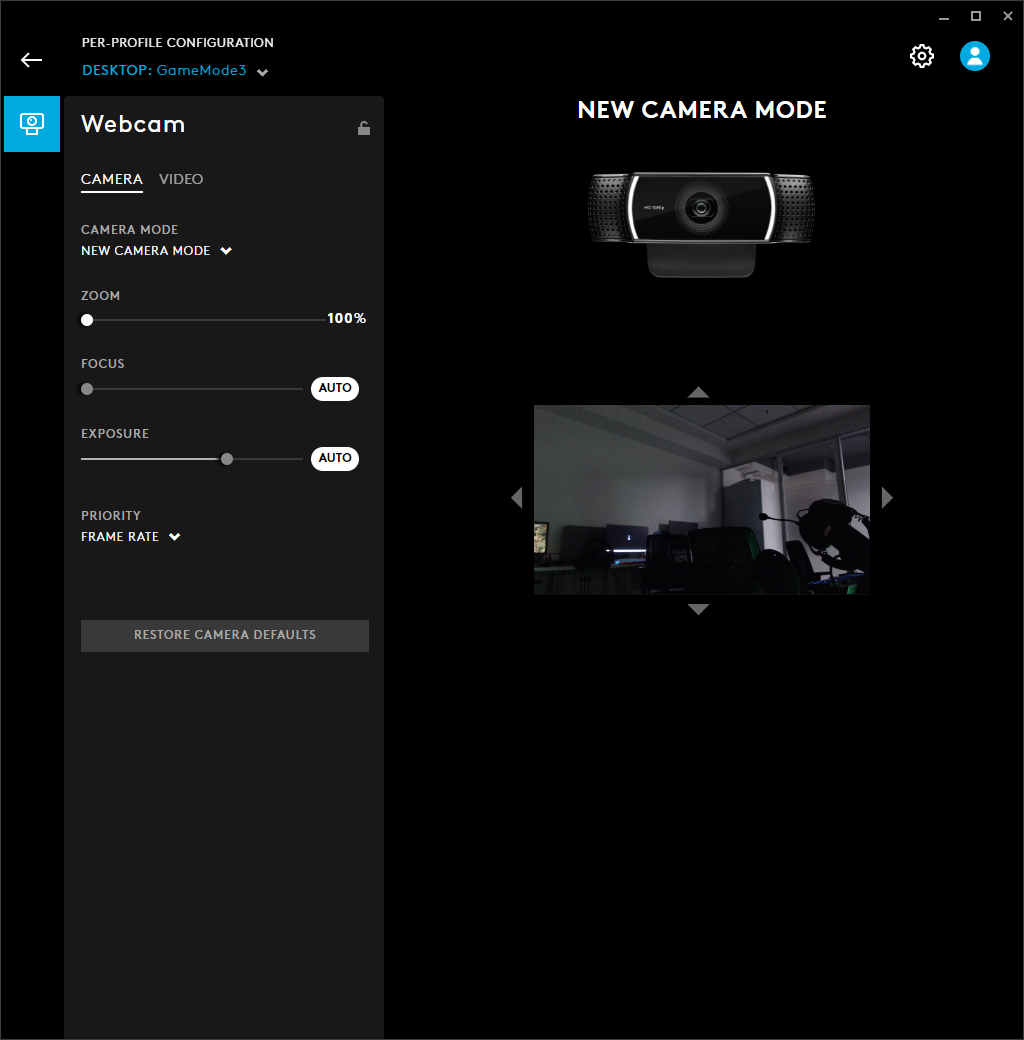 PER-PROFILE CONFIGURATION
DESKTOP: GameMode3
Webcam
CAMERA VIDEO
CAMERA MODE
NEW CAMERA MODE
ZOOM
100%
FOCUS
AUTO
EXPOSURE
AUTO
PRIORITY
FRAME RATE
RESTORE CAMERA DEFAULTS
NEW CAMERA MODE
HD 1080p